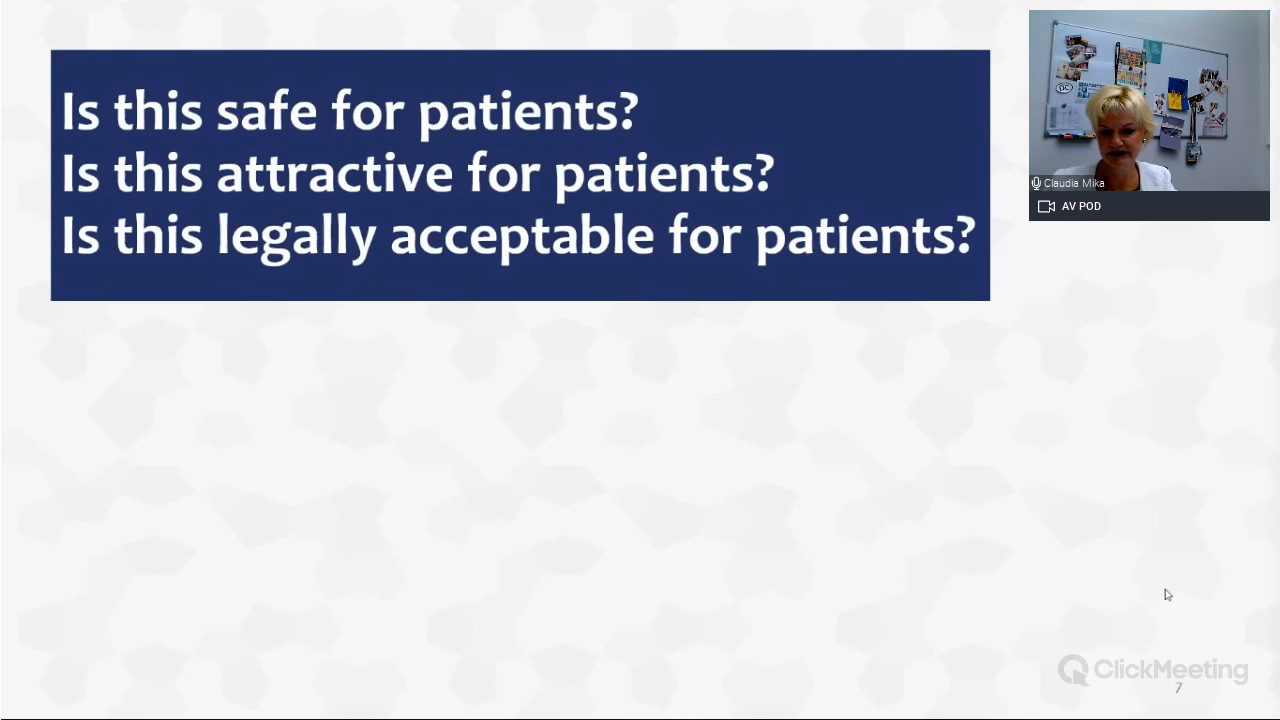 Is this safe for patients?
Is this attractive for patients?
Is this legally acceptable for patients?
Claudia Mika
AV POD
ClickMeeting
7